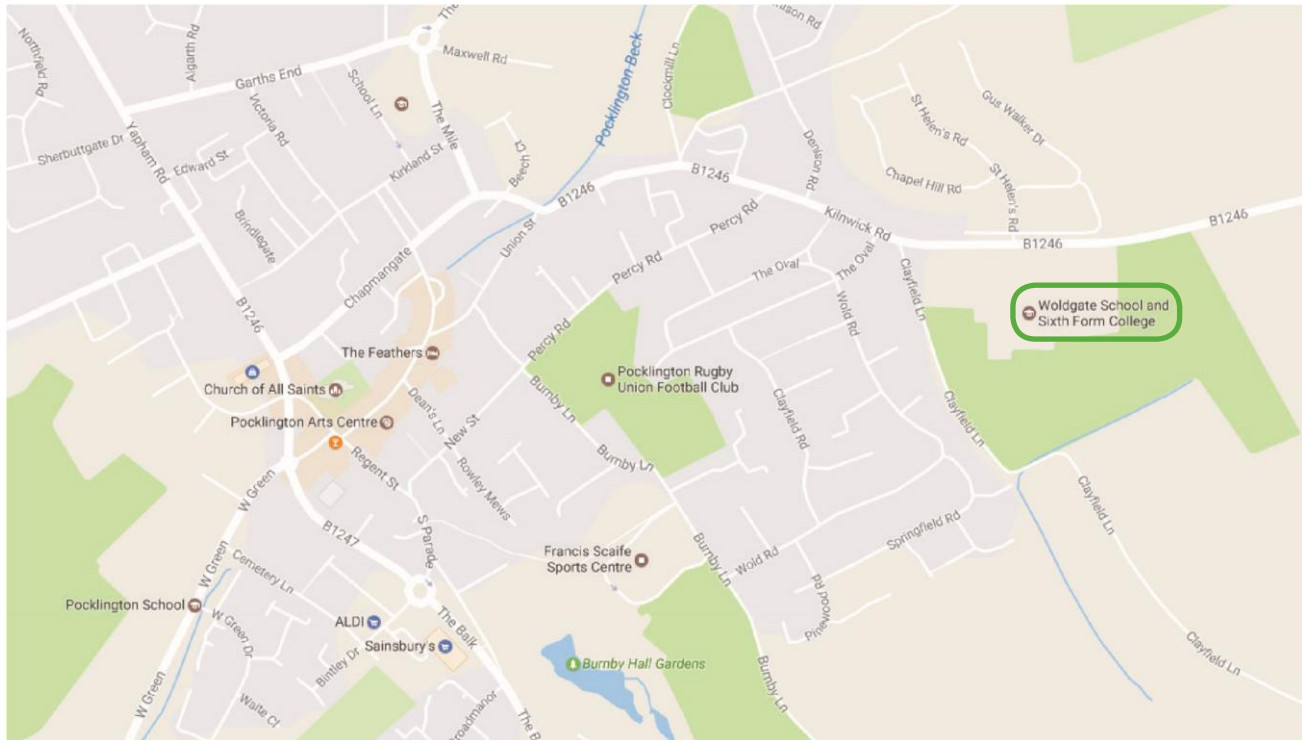 The
Northfield Rd
Algarth Rd
Garths End
Maxwell Rd
School Ln
Victoria Rd
The Mile
Pocklington Beck
Clockmill Ln
Denison Rd
Gus Walker Dr
St Helen's Rd
Sherbuttgate Dr
Yapham Rd
Edward St
Kirkland St
Beech Ct
B1246
B1246
Chapel Hill Rd
St Helen's Rd
Brindlegate
Union St
Percy Rd
Kilnwick Rd
B1246
B1246
Chapmangate
Percy Rd
The Oval
The Oval
Clayfield Ln
B1246
Wold Rd
Woldgate School and
Sixth Form College
The Feathers
Percy Rd
Church of All Saints
Burnby Ln
Pocklington Rugby
Union Football Club
Dean's Ln
New St
Pocklington Arts Centre
Clayfield Rd
Clayfield Ln
Regent St
Rowley Mews
Burnby Ln
W Green
B1247
S Parade
Clayfield Ln
Springfield Rd
W Green
Cemetery Ln
Francis Scaife
Sports Centre
Burnby Ln
Wold Rd
Pocklington School
W Green Dr
ALDI
The Balk
Pinewood Rd
Sainsbury's
Bintley Dr
Burnby Hall Gardens
Burnby Ln
Clayfield Ln
W Green
Waite Cl
Broadmanor
The B